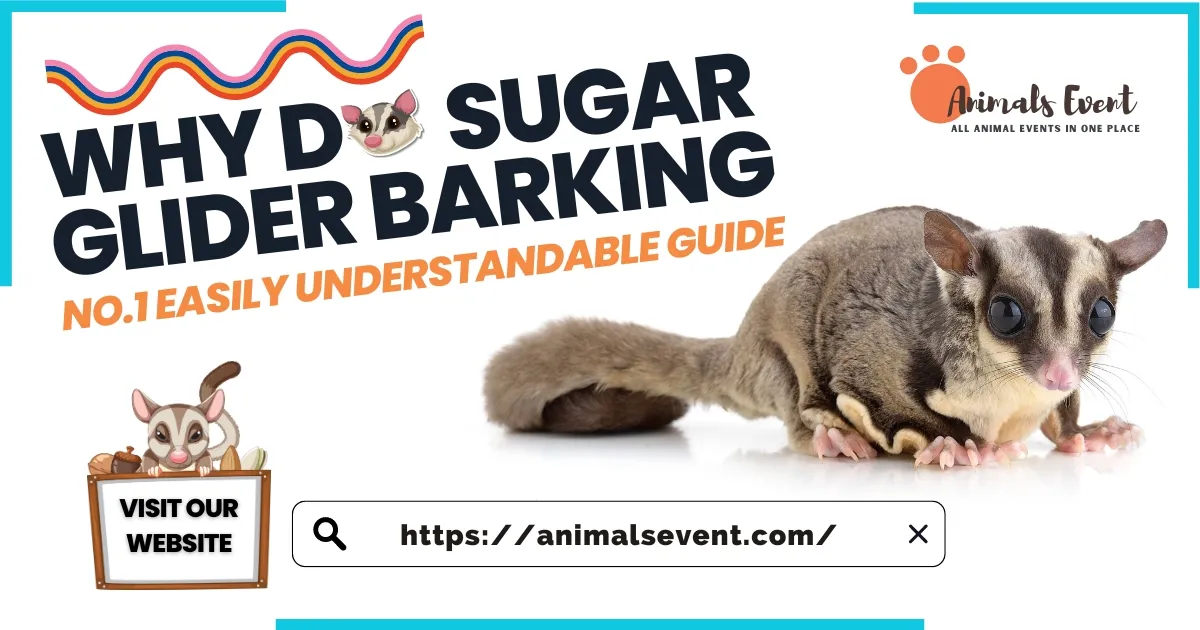 WHY DO SUGAR
GLIDER BARKING
NO.1 EASILY UNDERSTANDABLE GUIDE
Animals Event
ALL ANIMAL EVENTS IN ONE PLACE
VISIT OUR
WEBSITE
https://animalsevent.com/